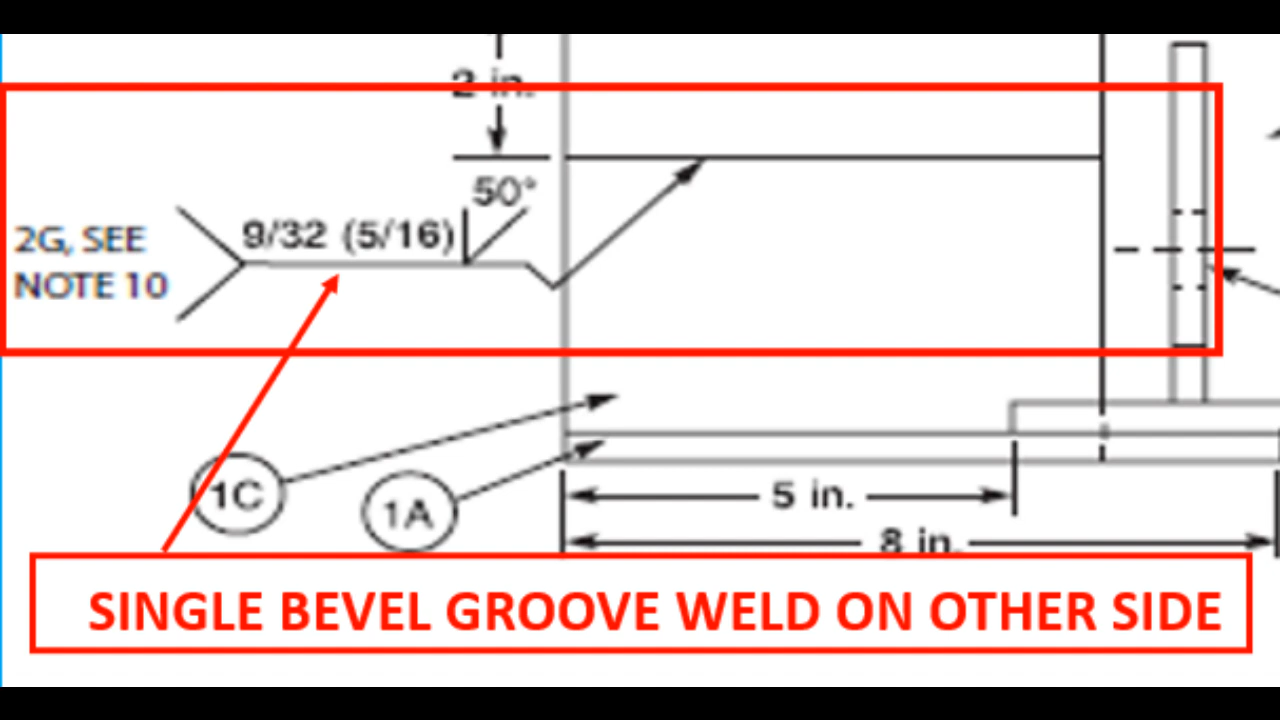 2 in.
50°
9/32 (5/16)
2G, SEE
NOTE 10
1C
1A
5 in.
8 in.
SINGLE BEVEL GROOVE WELD ON OTHER SIDE